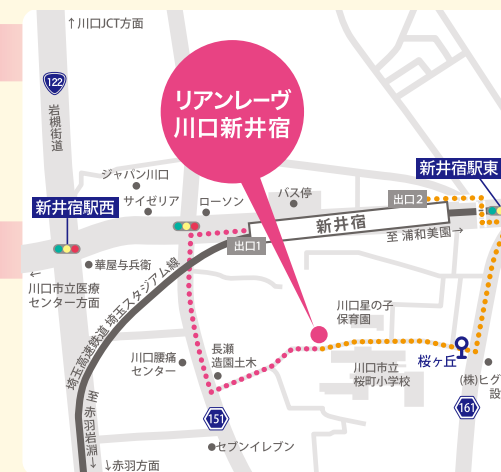 ↑川口JCT方面
122
岩槻街道
リアンレーヴ
川口新井宿
ジャパン川口
サイゼリア
ローソン
バス停
新井宿駅西
新井宿駅東
出口2
新井宿
出口1
至 浦和美園→
←
川口市立医療
センター方面
華屋与兵衛
埼玉高速鉄道 埼玉スタジアム線
川口星の子
保育園
川口腰痛
センター
長瀬
造園土木
川口市立
桜町小学校
桜ヶ丘
(株)ヒグ
設
161
151
至 赤羽岩淵→
セブンイレブン
↓赤羽方面